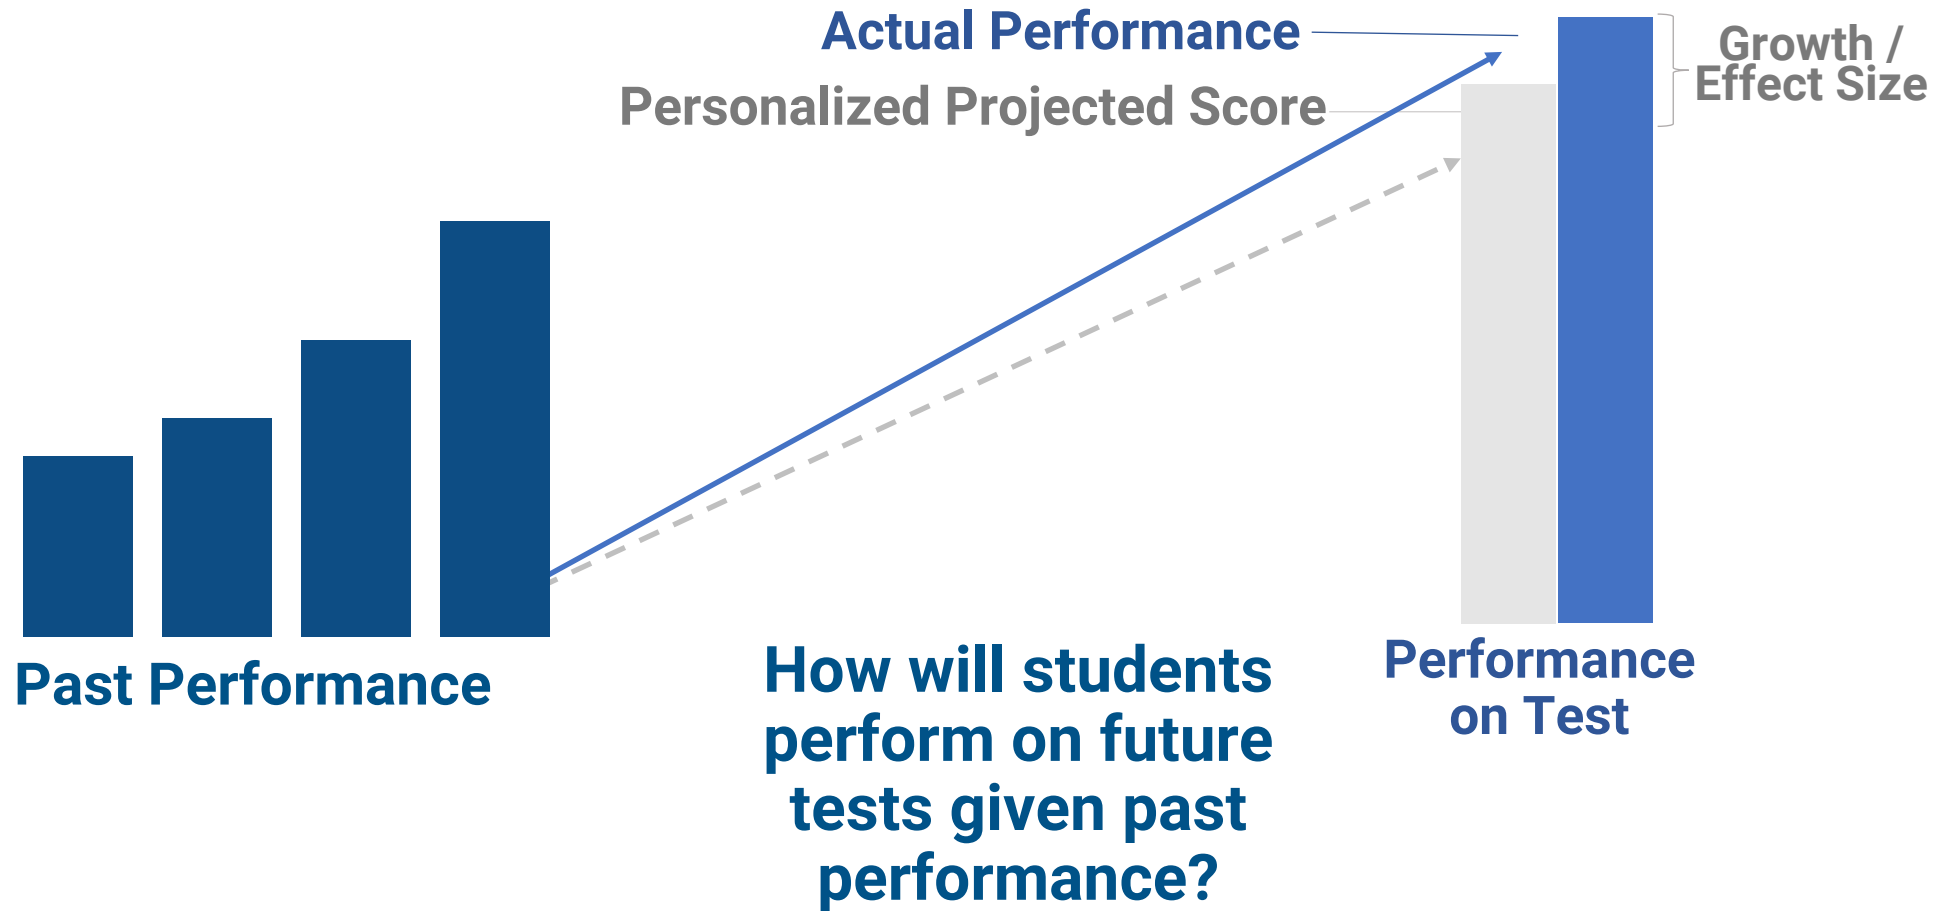 Actual Performance
Personalized Projected Score
Growth /
Effect Size
Past Performance
How will students
perform on future
tests given past
performance?
Performance
on Test